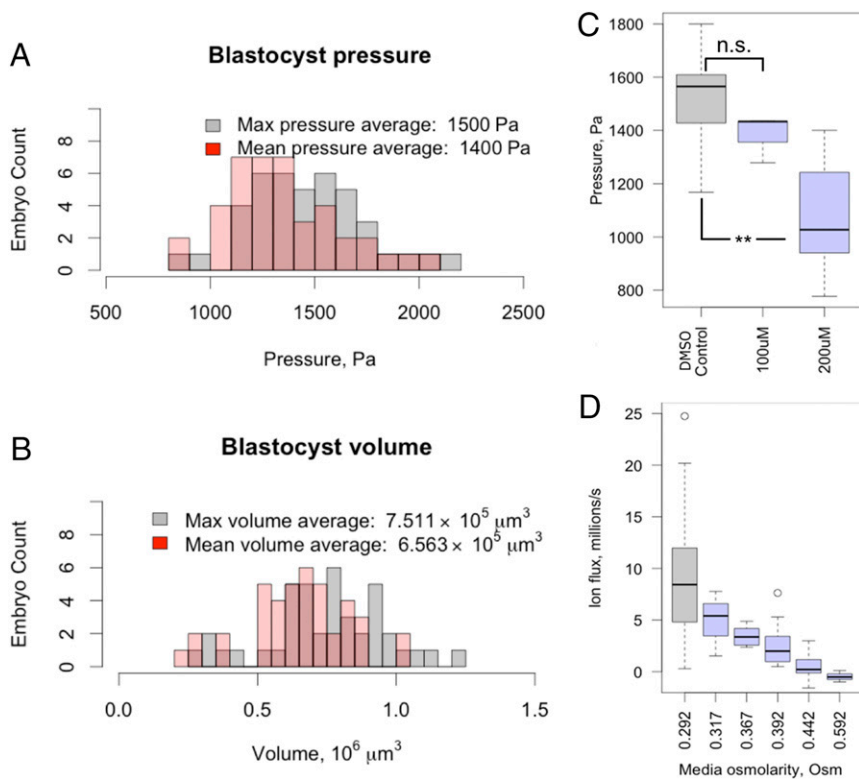 A
Blastocyst pressure
Max pressure average: 1500 Pa
Mean pressure average: 1400 Pa
Embryo Count
8
6
4
2
0
500 1000 1500 2000 2500
Pressure, Pa
B
Blastocyst volume
Max volume average: 7.511 × 10⁵ μm³
Mean volume average: 6.563 × 10⁵ μm³
Embryo Count
8
6
4
2
0
0.0 0.5 1.0 1.5
Volume, 10⁶ μm³
C
n.s.
**
Pressure, Pa
1800
1600
1400
1200
1000
800
DMSO
Control
100uM
200uM
D
Ion flux, millions/s
25
20
15
10
5
0
0.292
0.317
0.367
0.392
0.442
0.592
Media osmolarity, Osm